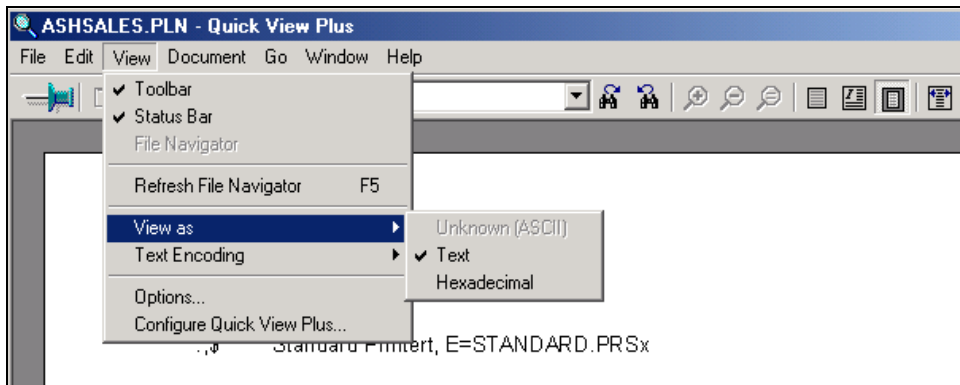 ASHSALES.PLN - Quick View Plus
File Edit View Document Go Window Help
Toolbar
Status Bar
File Navigator
Refresh File Navigator F5
View as
Unknown (ASCII)
Text Encoding
Text
Hexadecimal
Options...
Configure Quick View Plus...
Standard Printert, E=STANDARD.PRSx